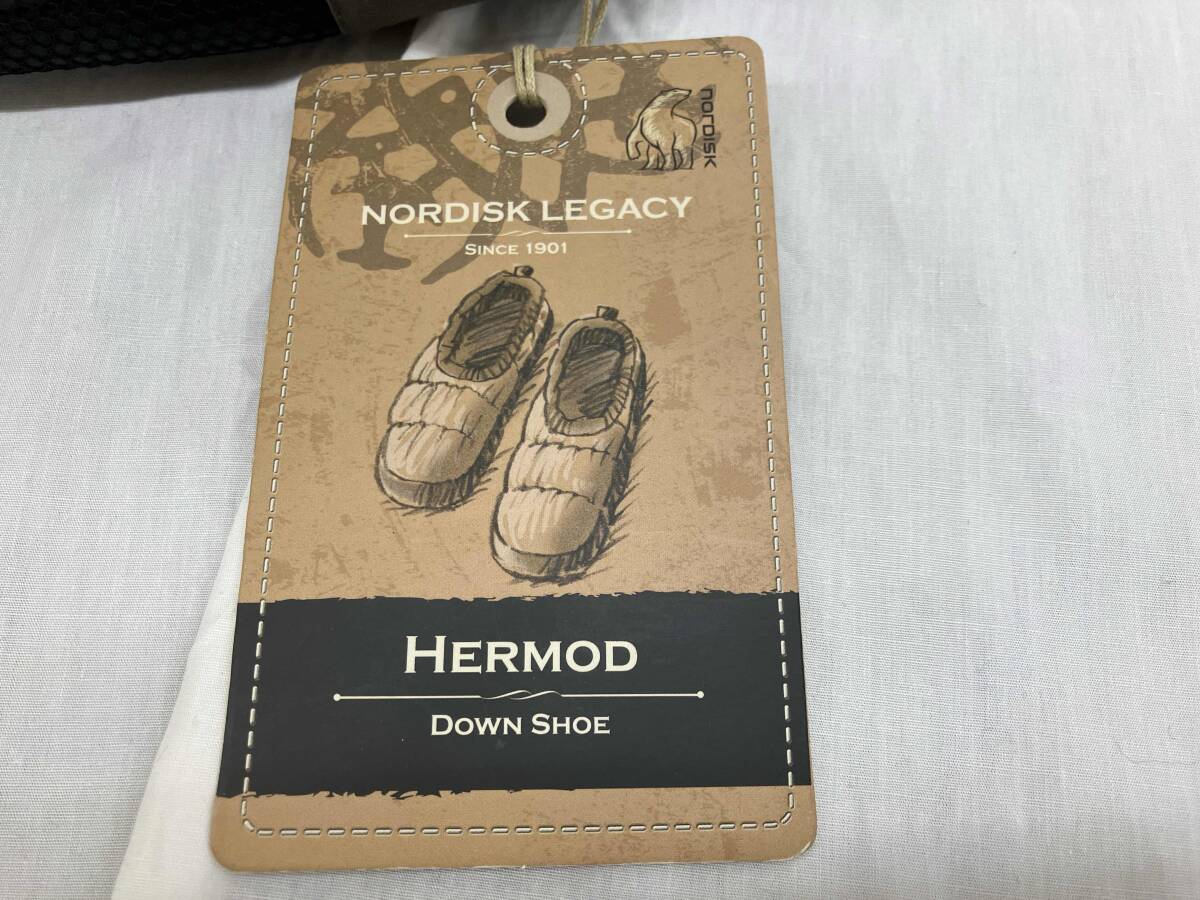 NORDISK
NORDISK LEGACY
SINCE 1901
HERMOD
DOWN SHOE